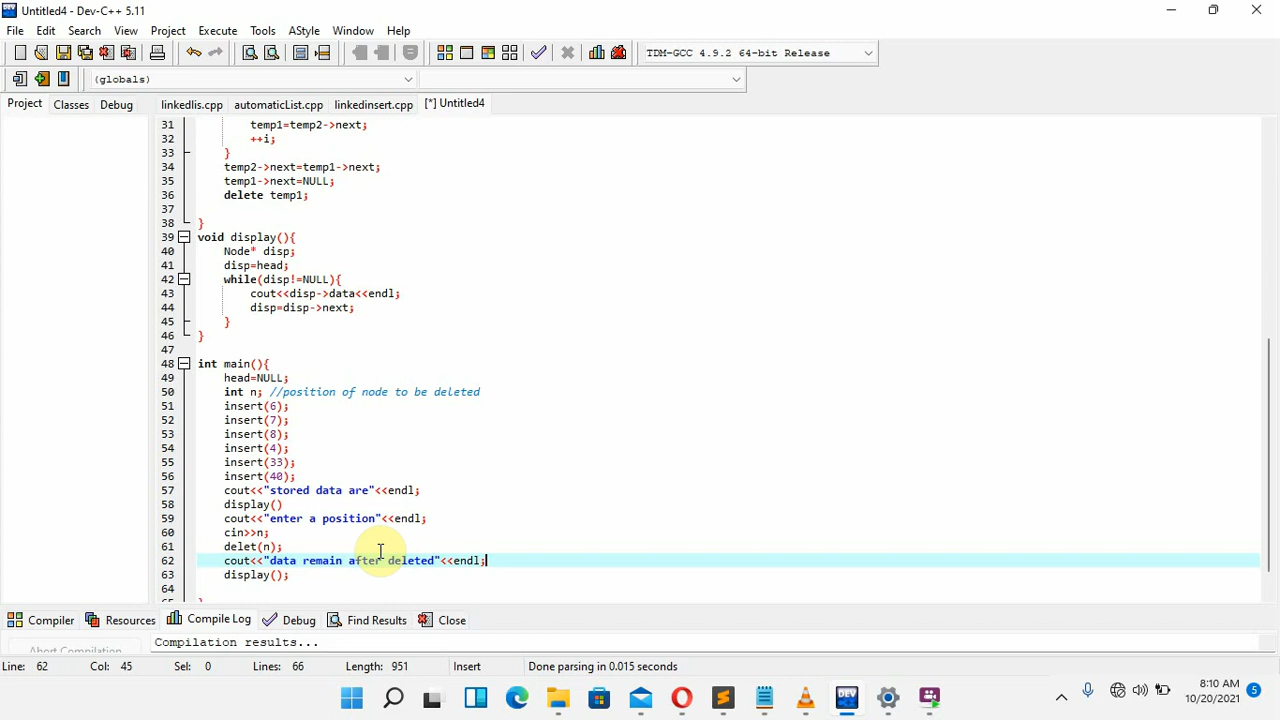 Untitled4 - Dev-C++ 5.11
File Edit Search View Project Execute Tools AStyle Window Help
TDM-GCC 4.9.2 64-bit Release
(globals)
Project Classes Debug linkedlis.cpp automaticList.cpp linkedinsert.cpp [*] Untitled4
31 temp1=temp2->next;
32 ++i;
33 }
34 temp2->next=temp1->next;
35 temp1->next=NULL;
36 delete temp1;
37
38 }
39 void display(){
40 Node* disp;
41 disp=head;
42 while(disp!=NULL){
43 cout<<disp->data<<endl;
44 disp=disp->next;
45 }
46 }
47
48 int main(){
49 head=NULL;
50 int n; //position of node to be deleted
51 insert(6);
52 insert(7);
53 insert(8);
54 insert(4);
55 insert(33);
56 insert(40);
57 cout<<"stored data are"<<endl;
58 display()
59 cout<<"enter a position"<<endl;
60 cin>>n;
61 delet(n);
62 cout<<"data remain after deleted"<<endl;
63 display();
64
Compiler Resources Compile Log Debug Find Results Close
Abort Compilation Compilation results...
Line: 62 Col: 45 Sel: 0 Lines: 66 Length: 951 Insert Done parsing in 0.015 seconds
DEV
8:10 AM
10/20/2021
5